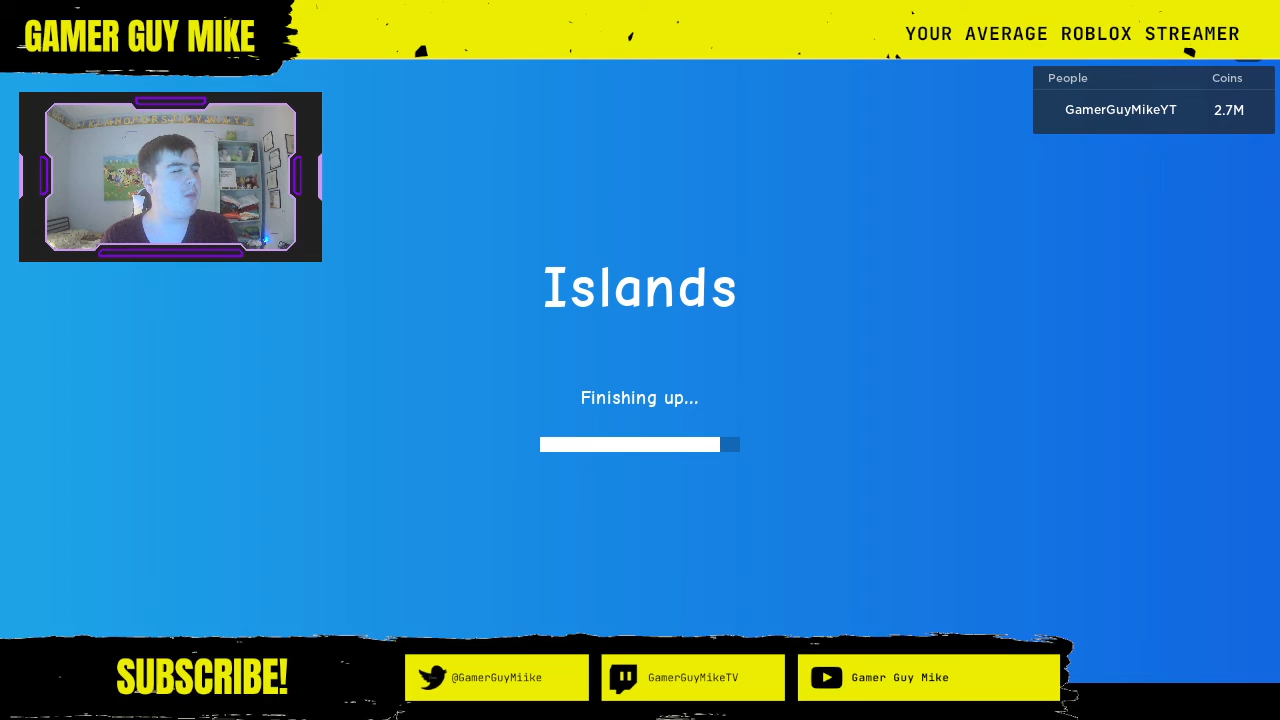 GAMER GUY MIKE
YOUR AVERAGE ROBLOX STREAMER
People Coins
GamerGuyMikeYT 2.7M
Islands
Finishing up...
SUBSCRIBE!
@GamerGuyMiike
GamerGuyMikeTV
Gamer Guy Mike